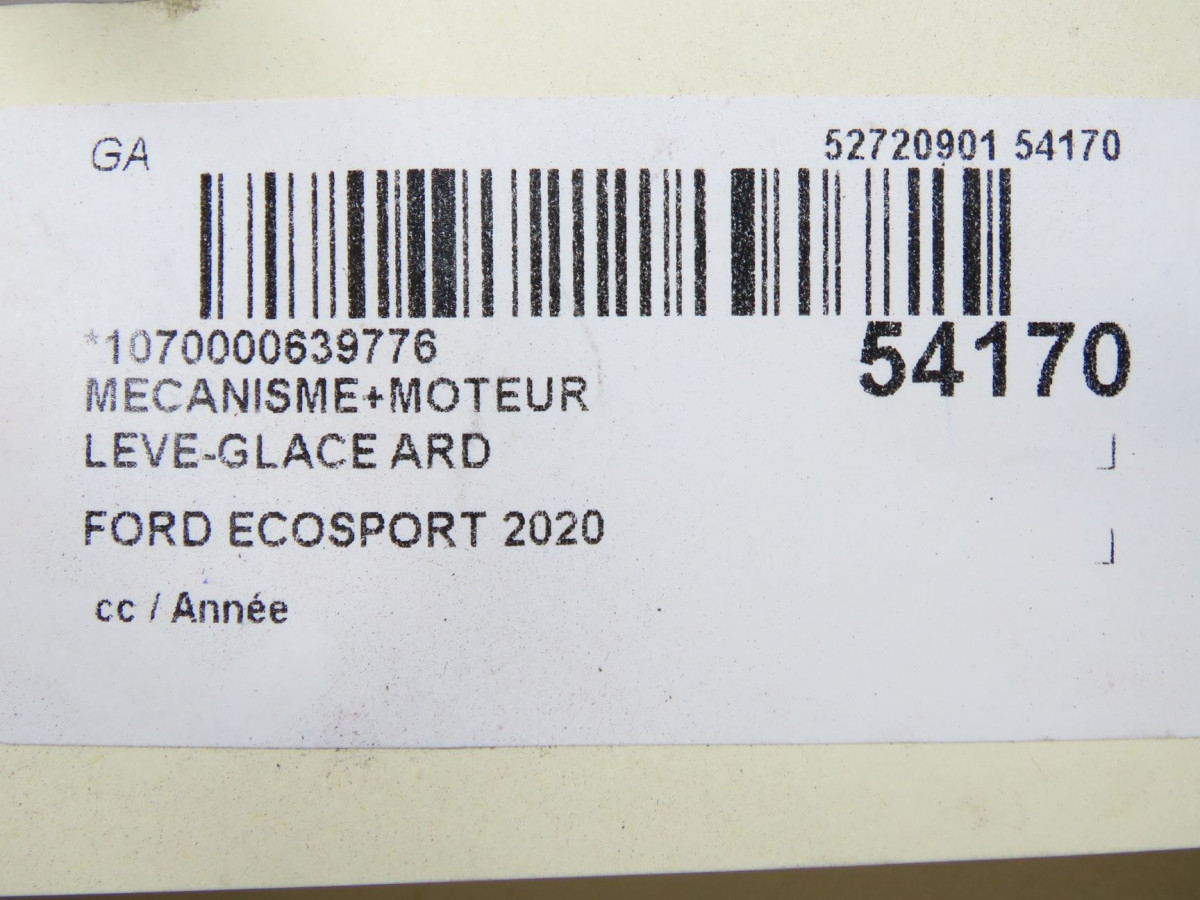 GA
52720901 54170
*1070000639776
54170
MECANISME+MOTEUR
LEVE-GLACE ARD
FORD ECOSPORT 2020
cc / Année